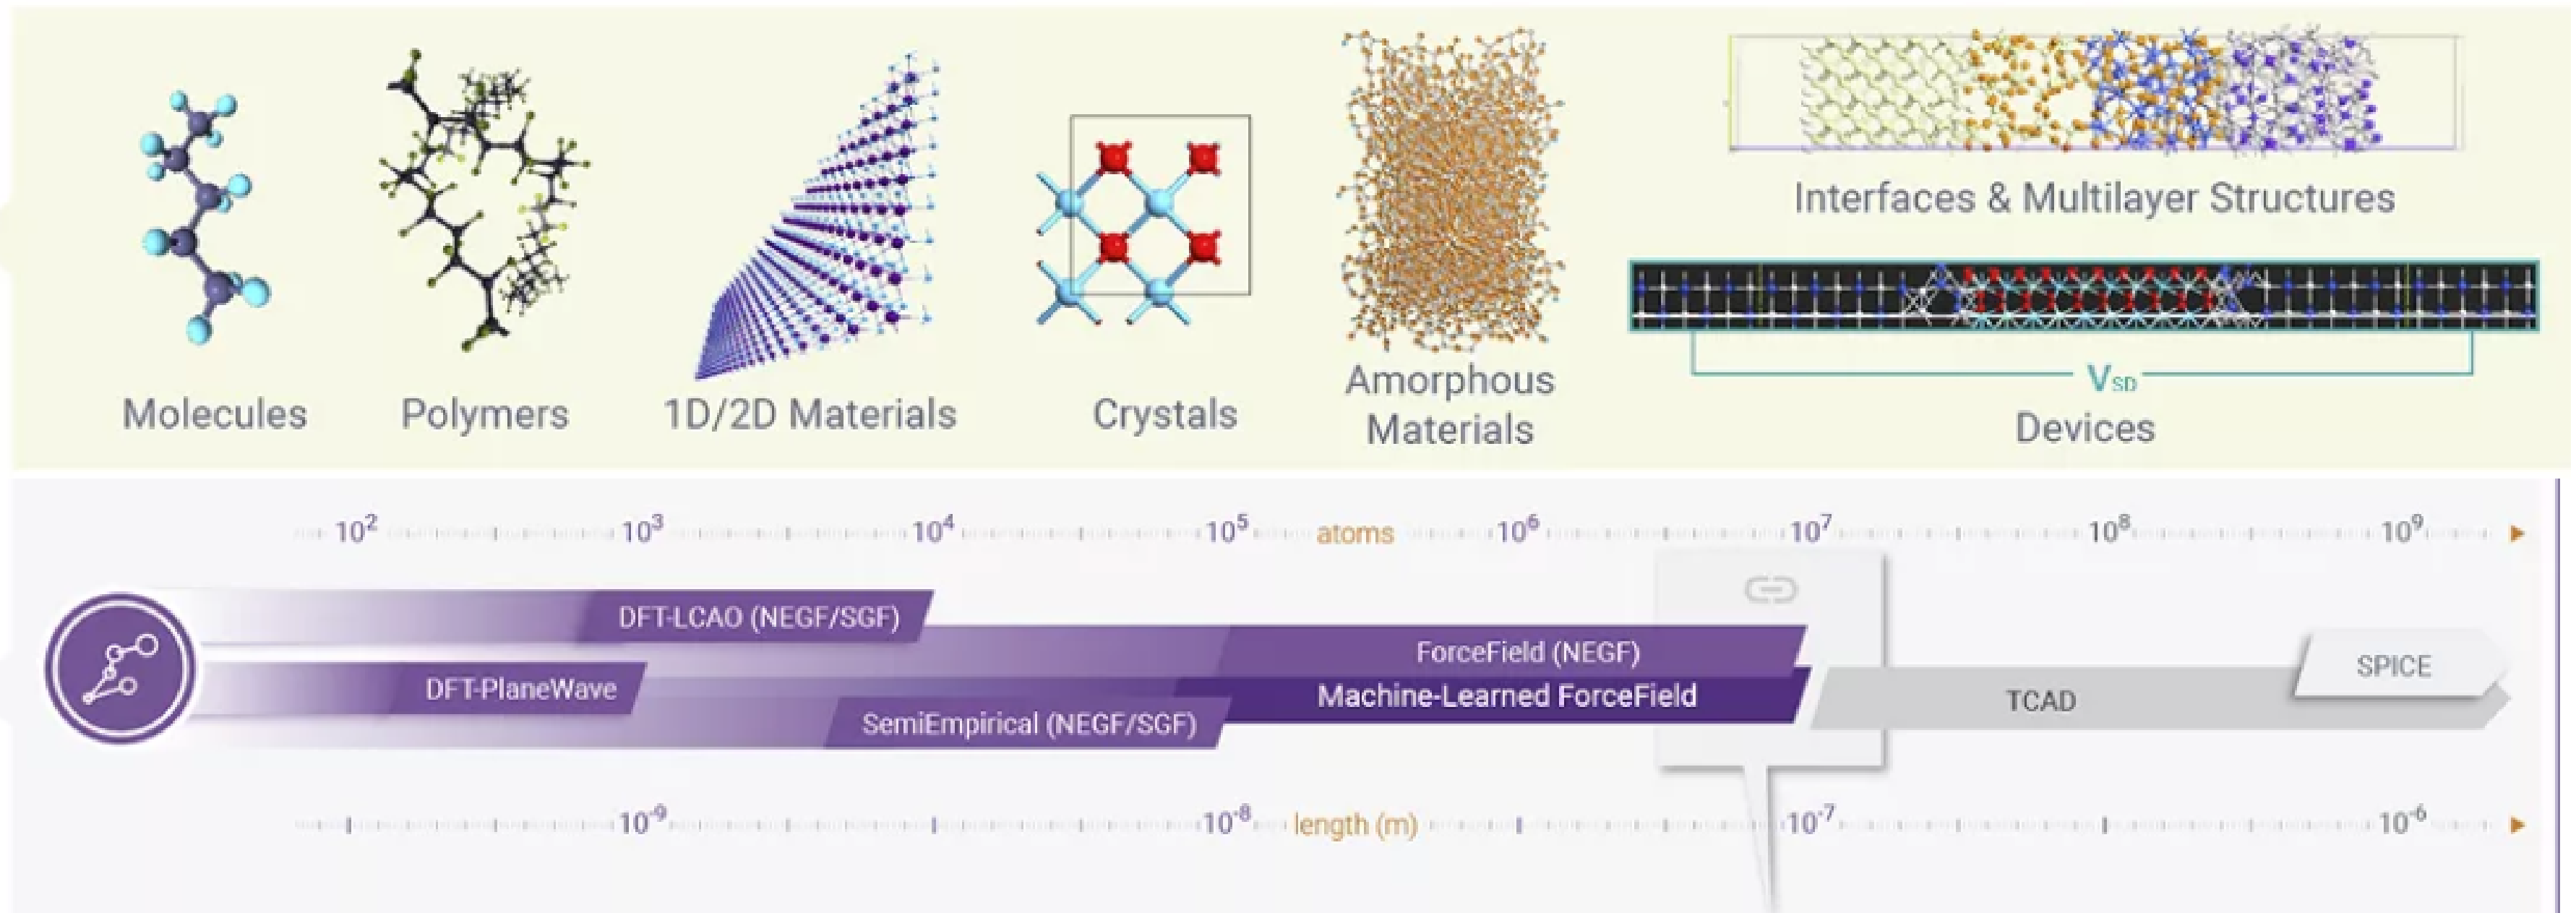 Molecules
Polymers
1D/2D Materials
Crystals
Amorphous
Materials
Interfaces & Multilayer Structures
V_SD
Devices
10² 10³ 10⁴ 10⁵ atoms 10⁶ 10⁷ 10⁸ 10⁹
DFT-LCAO (NEGF/SGF)
ForceField (NEGF)
DFT-PlaneWave
Machine-Learned ForceField
SemiEmpirical (NEGF/SGF)
SPICE
TCAD
10⁻⁹ 10⁻⁸ length (m) 10⁻⁷ 10⁻⁶